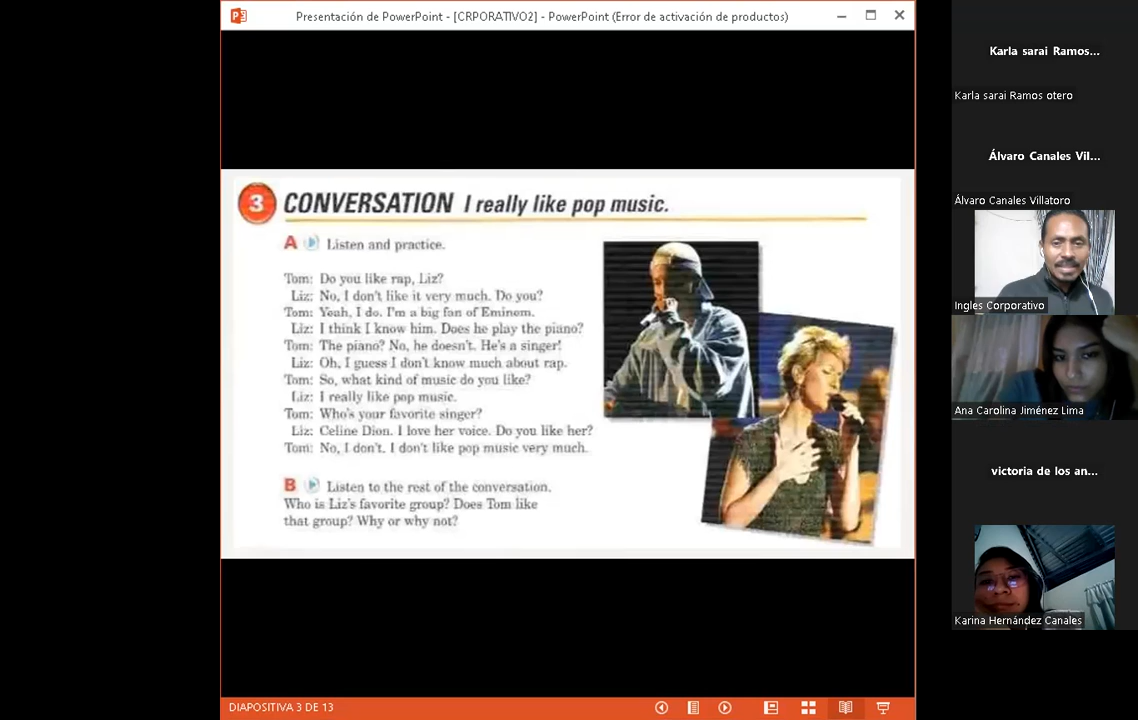 Presentación de PowerPoint - [CRPORATIVO2] - PowerPoint (Error de activación de productos)
3 CONVERSATION I really like pop music.
A Listen and practice.
Tom: Do you like rap, Liz?
Liz: No, I don't like it very much. Do you?
Tom: Yeah, I do. I'm a big fan of Eminem.
Liz: I think I know him. Does he play the piano?
Tom: The piano? No, he doesn't. He's a singer!
Liz: Oh, I guess I don't know much about rap.
Tom: So, what kind of music do you like?
Liz: I really like pop music.
Tom: Who's your favorite singer?
Liz: Celine Dion. I love her voice. Do you like her?
Tom: No, I don't. I don't like pop music very much.
B Listen to the rest of the conversation.
Who is Liz's favorite group? Does Tom like
that group? Why or why not?
DIAPOSITIVA 3 DE 13
Karla sarai Ramos...
Karla sarai Ramos otero
Álvaro Canales Vil...
Álvaro Canales Villatoro
Ingles Corporativo
Ana Carolina Jiménez Lima
victoria de los an...
Karina Hernández Canales